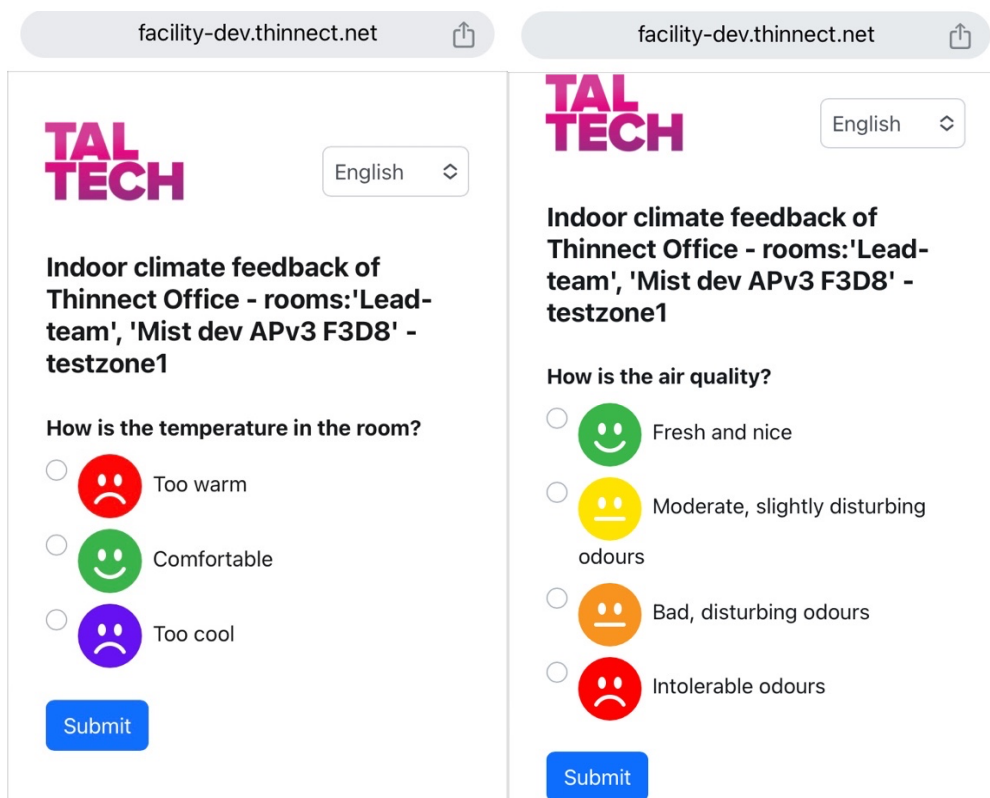 facility-dev.thinnect.net
TAL
TECH
English
Indoor climate feedback of
Thinnect Office - rooms:'Lead-
team', 'Mist dev APv3 F3D8' -
testzone1
How is the temperature in the room?
Too warm
Comfortable
Too cool
Submit
facility-dev.thinnect.net
TAL
TECH
English
Indoor climate feedback of
Thinnect Office - rooms:'Lead-
team', 'Mist dev APv3 F3D8' -
testzone1
How is the air quality?
Fresh and nice
Moderate, slightly disturbing
odours
Bad, disturbing odours
Intolerable odours
Submit